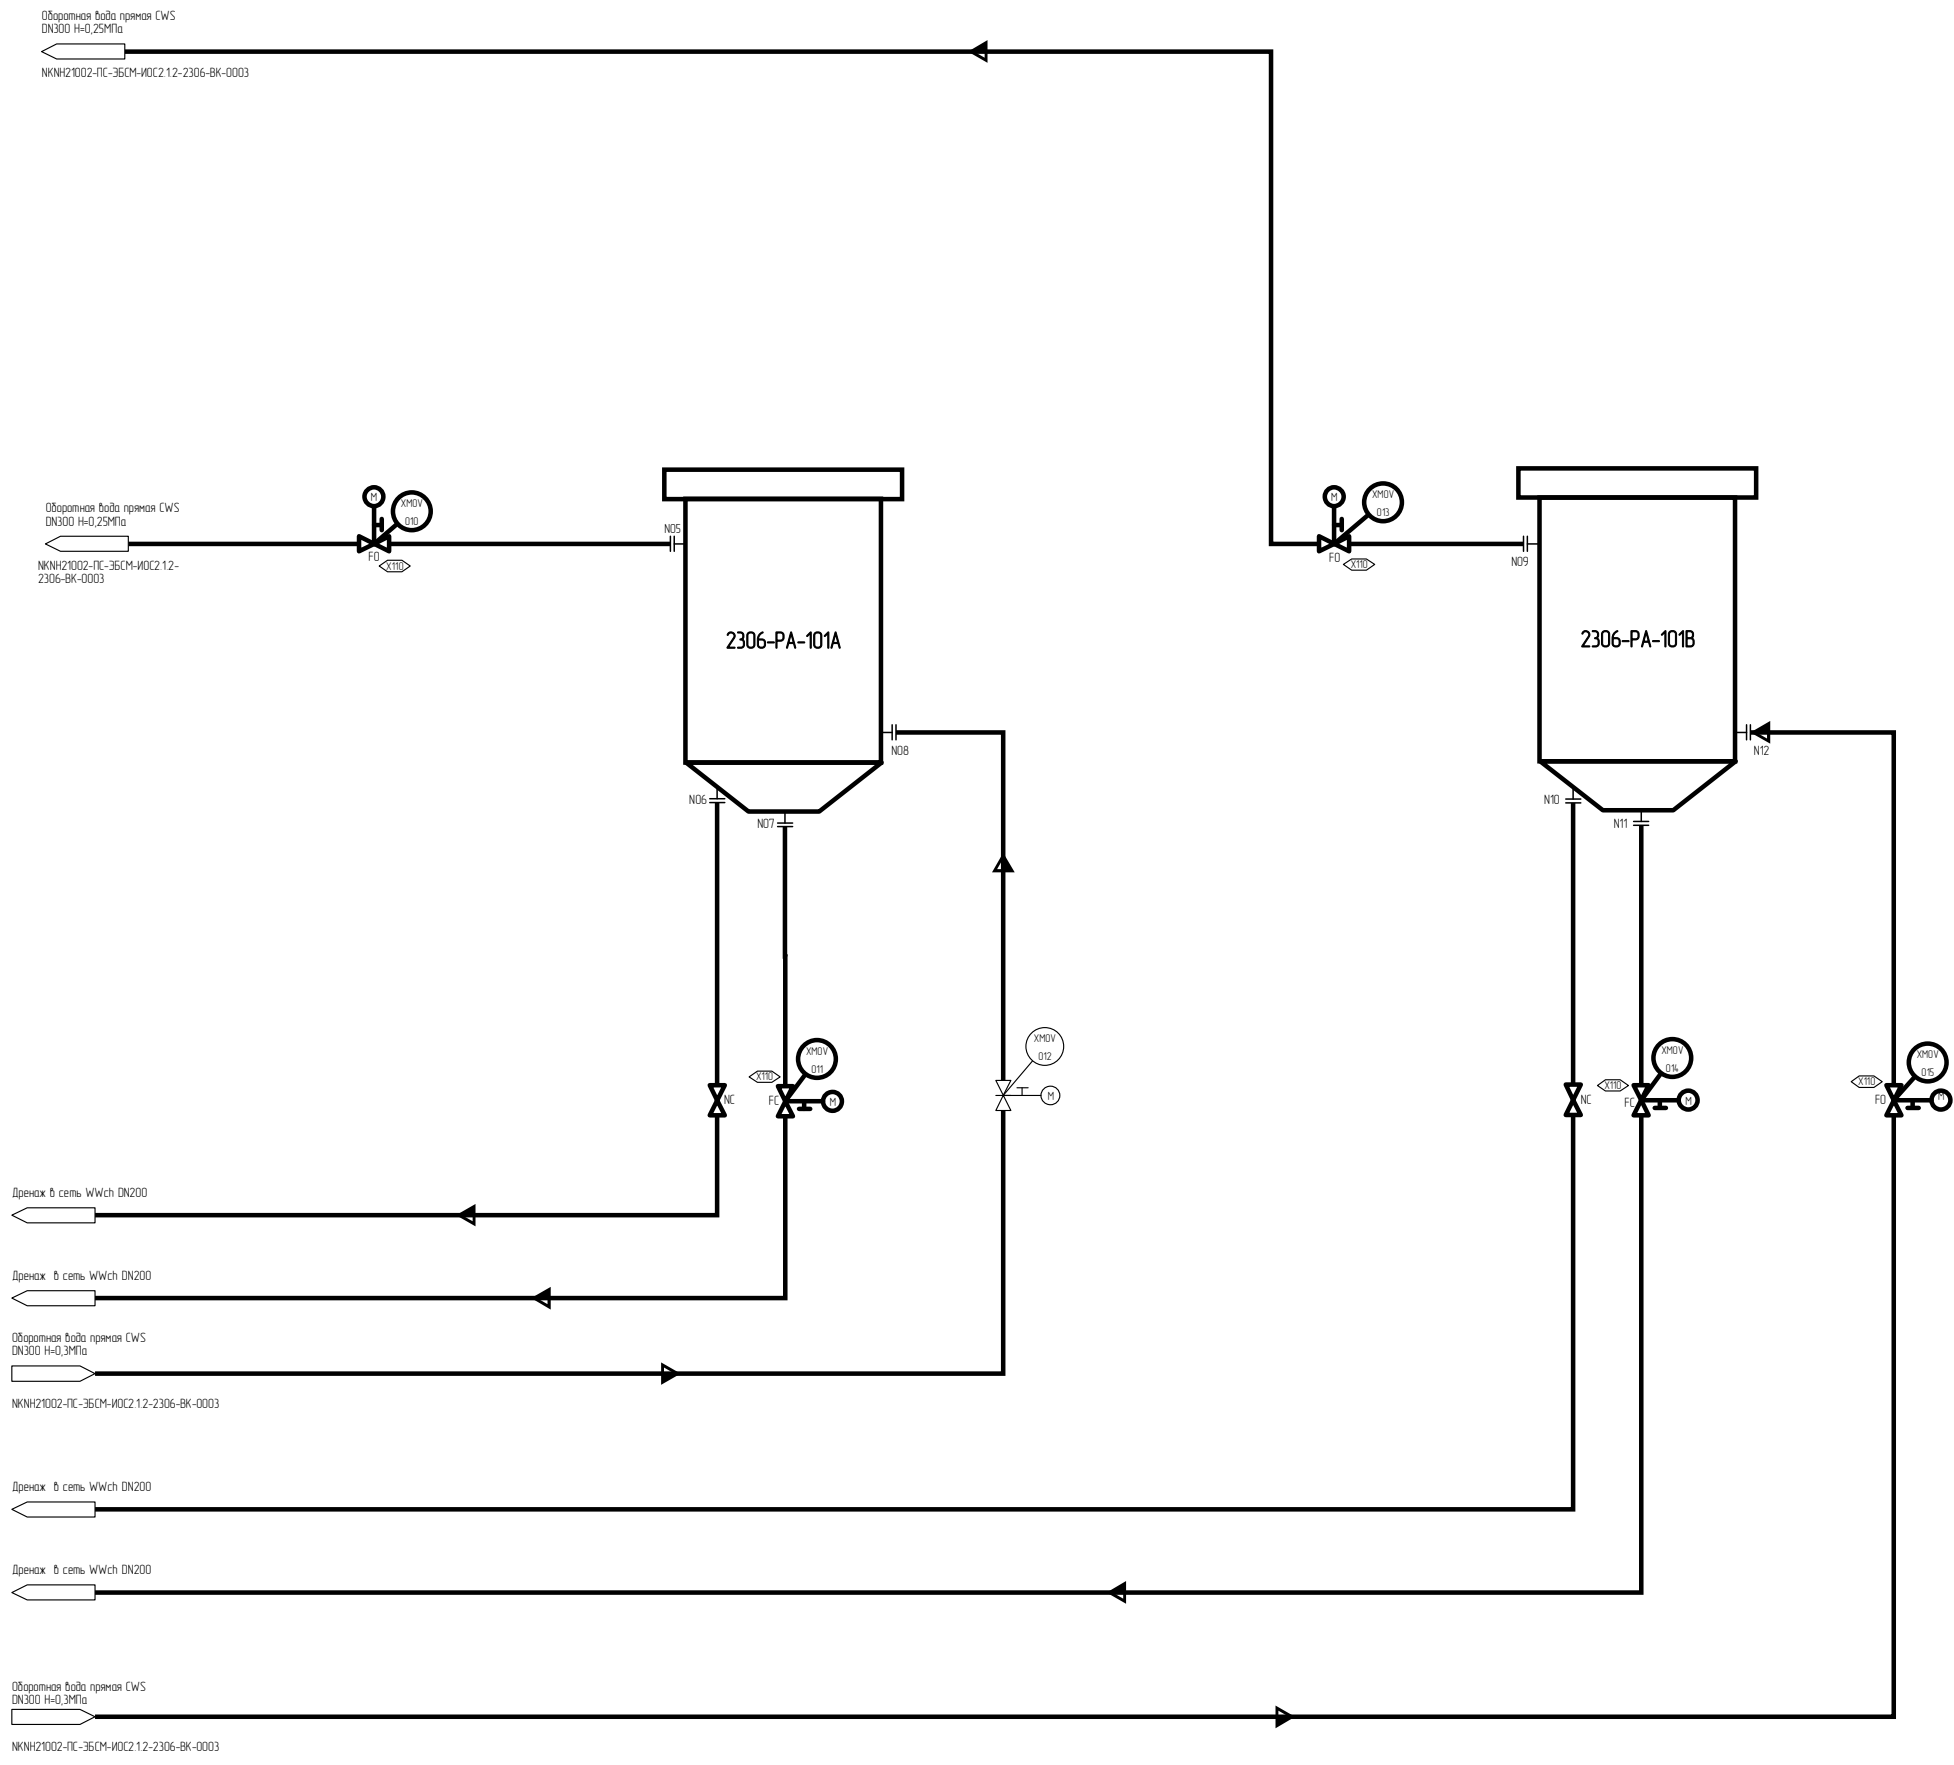 Оборотная вода прямая CWS
DN300 H=0,25МПа
NKNH21002-ПС-ЭБСМ-ИОС2.1.2-2306-ВК-0003
Оборотная вода прямая CWS
DN300 H=0,25МПа
NKNH21002-ПС-ЭБСМ-ИОС2.1.2-
2306-ВК-0003
M
XMOV
010
FO
X110
N05
2306-PA-101A
N08
N06
N07
M
XMOV
013
FO
X110
N09
2306-PA-101B
N12
N10
N11
NC
X110
XMOV
011
FC
M
XMOV
012
M
NC
X110
XMOV
014
FC
M
X110
XMOV
015
FO
M
Дренаж в сеть WWch DN200
Дренаж в сеть WWch DN200
Оборотная вода прямая CWS
DN300 H=0,3МПа
NKNH21002-ПС-ЭБСМ-ИОС2.1.2-2306-ВК-0003
Дренаж в сеть WWch DN200
Дренаж в сеть WWch DN200
Оборотная вода прямая CWS
DN300 H=0,3МПа
NKNH21002-ПС-ЭБСМ-ИОС2.1.2-2306-ВК-0003